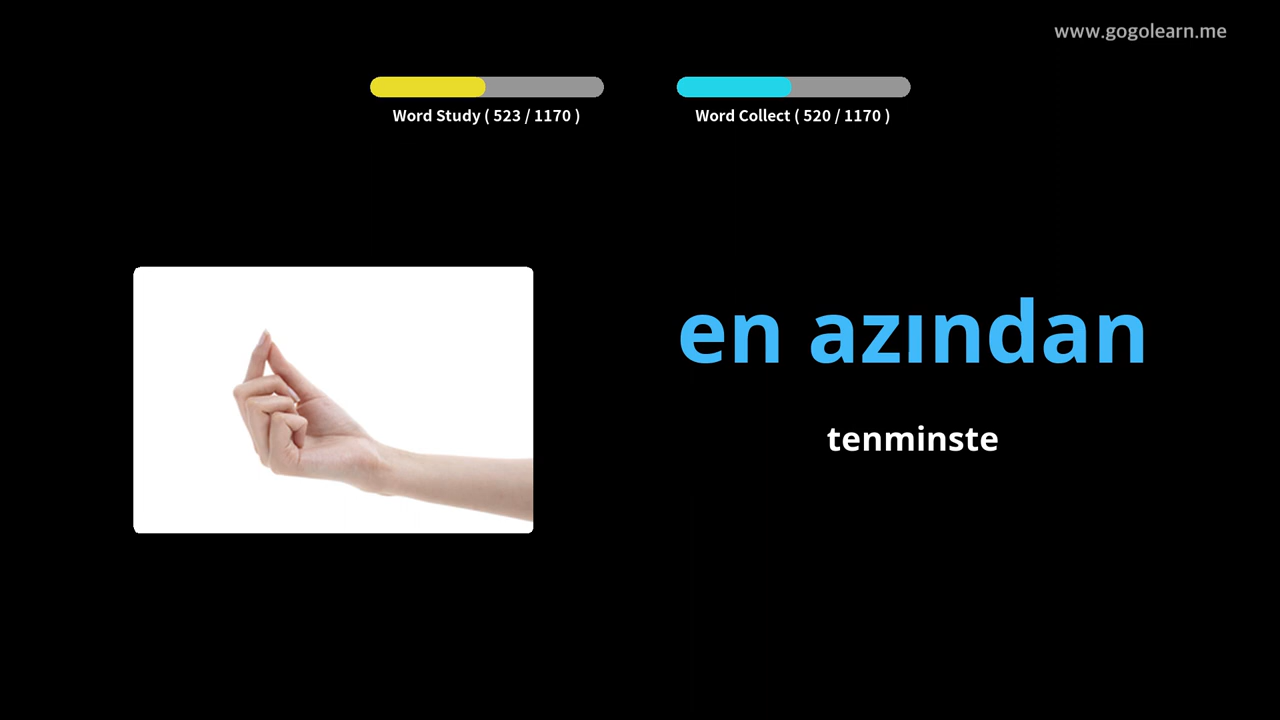 www.gogolearn.me
Word Study ( 523 / 1170 )
Word Collect ( 520 / 1170 )
en azından
tenminste